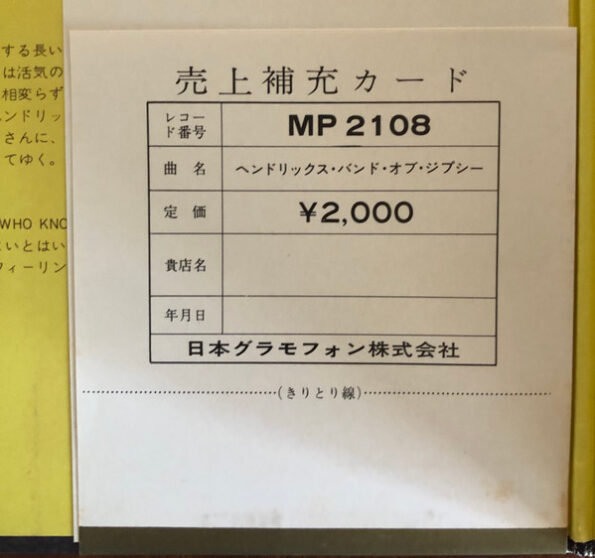 する長い
は活気の
相変らず
ンドリッ
さんに、
てゆく。
WHO KNO
いとはい
フィーリン
売上補充カード
レコード番号 MP 2108
曲名 ヘンドリックス・バンド・オブ・ジプシー
定価 ¥2,000
貴店名
年月日
日本グラモフォン株式会社
(きりとり線)